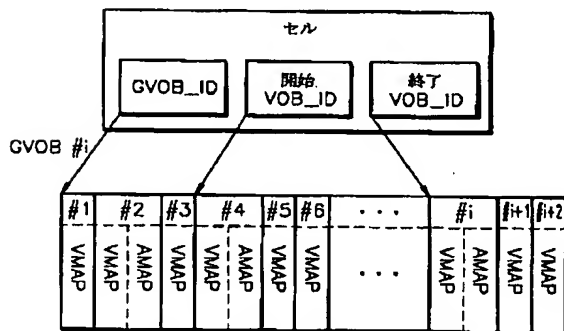 セル
GVOB_ID
開始
VOB_ID
終了
VOB_ID
GVOB #i
#1 #2 #3 #4 #5 #6 ・・・ #i #i+1 #i+2
VMAP VMAP AMAP VMAP VMAP AMAP VMAP VMAP ・・・ VMAP AMAP VMAP VMAP